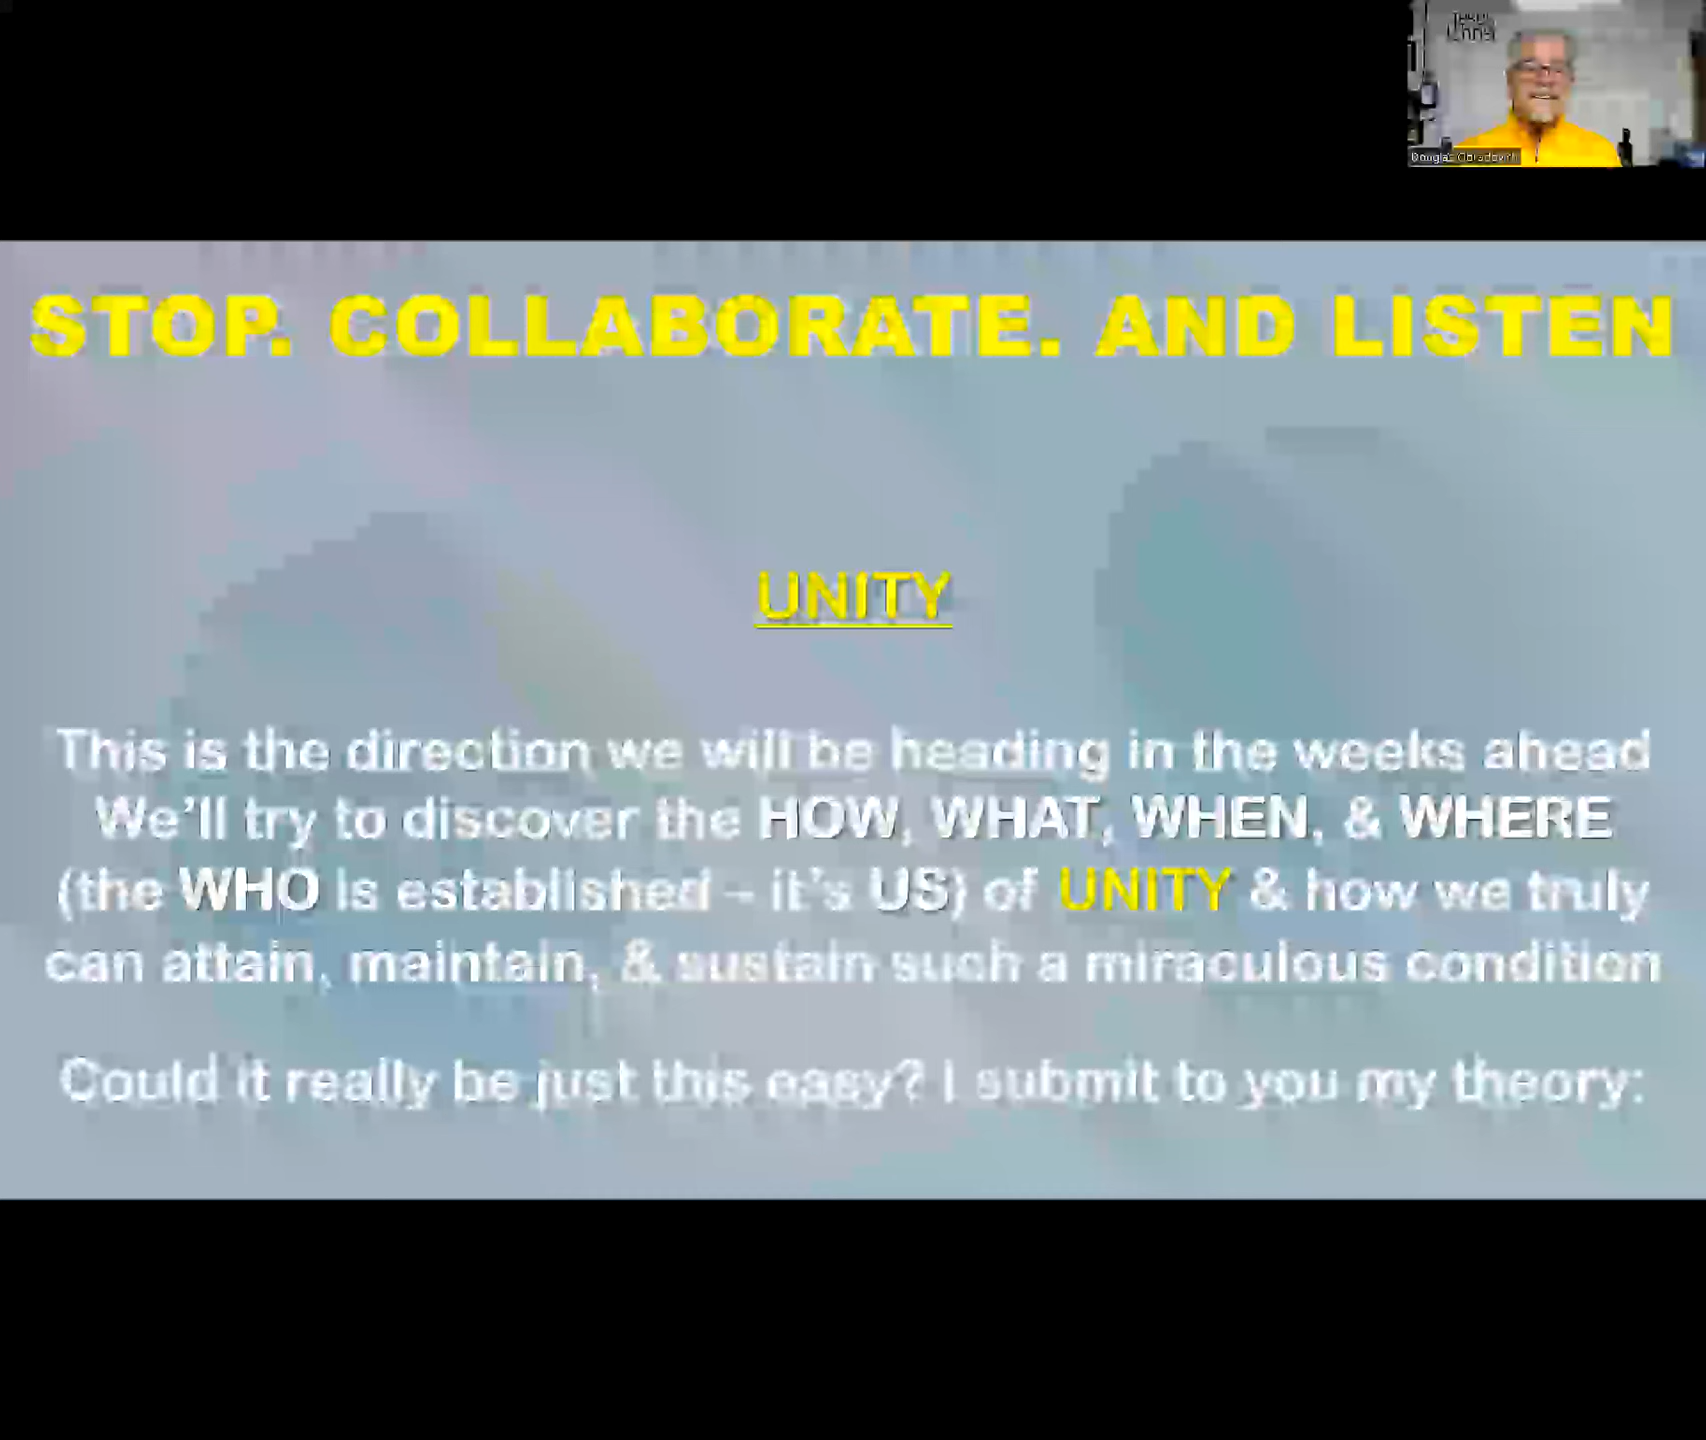 Christ
Douglas Obradovich
STOP. COLLABORATE. AND LISTEN
UNITY
This is the direction we will be heading in the weeks ahead
We'll try to discover the HOW, WHAT, WHEN, & WHERE
(the WHO is established - it's US) of UNITY & how we truly
can attain, maintain, & sustain such a miraculous condition
Could it really be just this easy? I submit to you my theory: